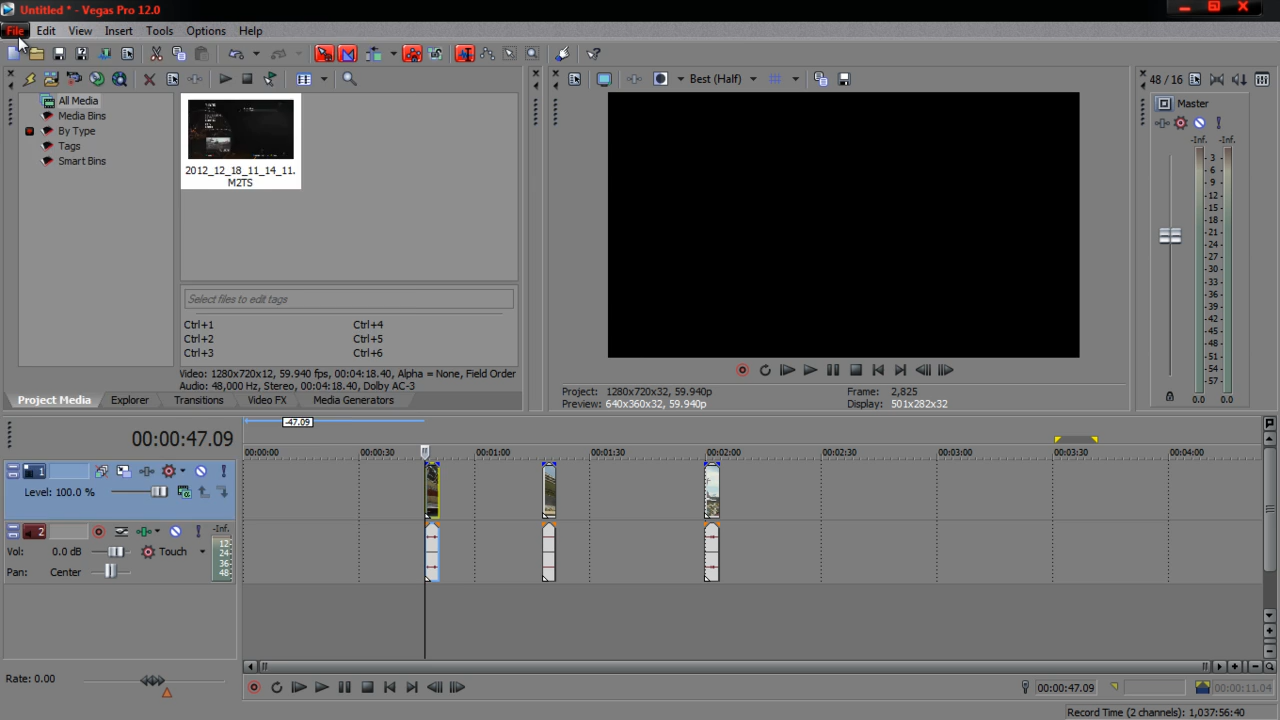 Untitled * - Vegas Pro 12.0
File Edit View Insert Tools Options Help
Best (Half)
48 / 16
All Media
Media Bins
By Type
Tags
Smart Bins
2012_12_18_11_14_11.
M2TS
Master
-Inf. -Inf.
3
6
9
12
15
18
21
24
27
30
33
36
39
42
45
48
51
54
57
0.0 0.0
Select files to edit tags
Ctrl+1 Ctrl+4
Ctrl+2 Ctrl+5
Ctrl+3 Ctrl+6
Video: 1280x720x12, 59.940 fps, 00:04:18.40, Alpha = None, Field Order
Audio: 48,000 Hz, Stereo, 00:04:18.40, Dolby AC-3
Project Media Explorer Transitions Video FX Media Generators
Project: 1280x720x32, 59.940p Frame: 2,825
Preview: 640x360x32, 59.940p Display: 501x282x32
-47.09
00:00:47.09
00:00:00 00:00:30 00:01:00 00:01:30 00:02:00 00:02:30 00:03:00 00:03:30 00:04:00
1
Level: 100.0 %
2
-Inf.
Vol: 0.0 dB Touch
Pan: Center
12
24
36
48
Rate: 0.00
00:00:47.09 00:00:11.04
Record Time (2 channels): 1,037:56:40